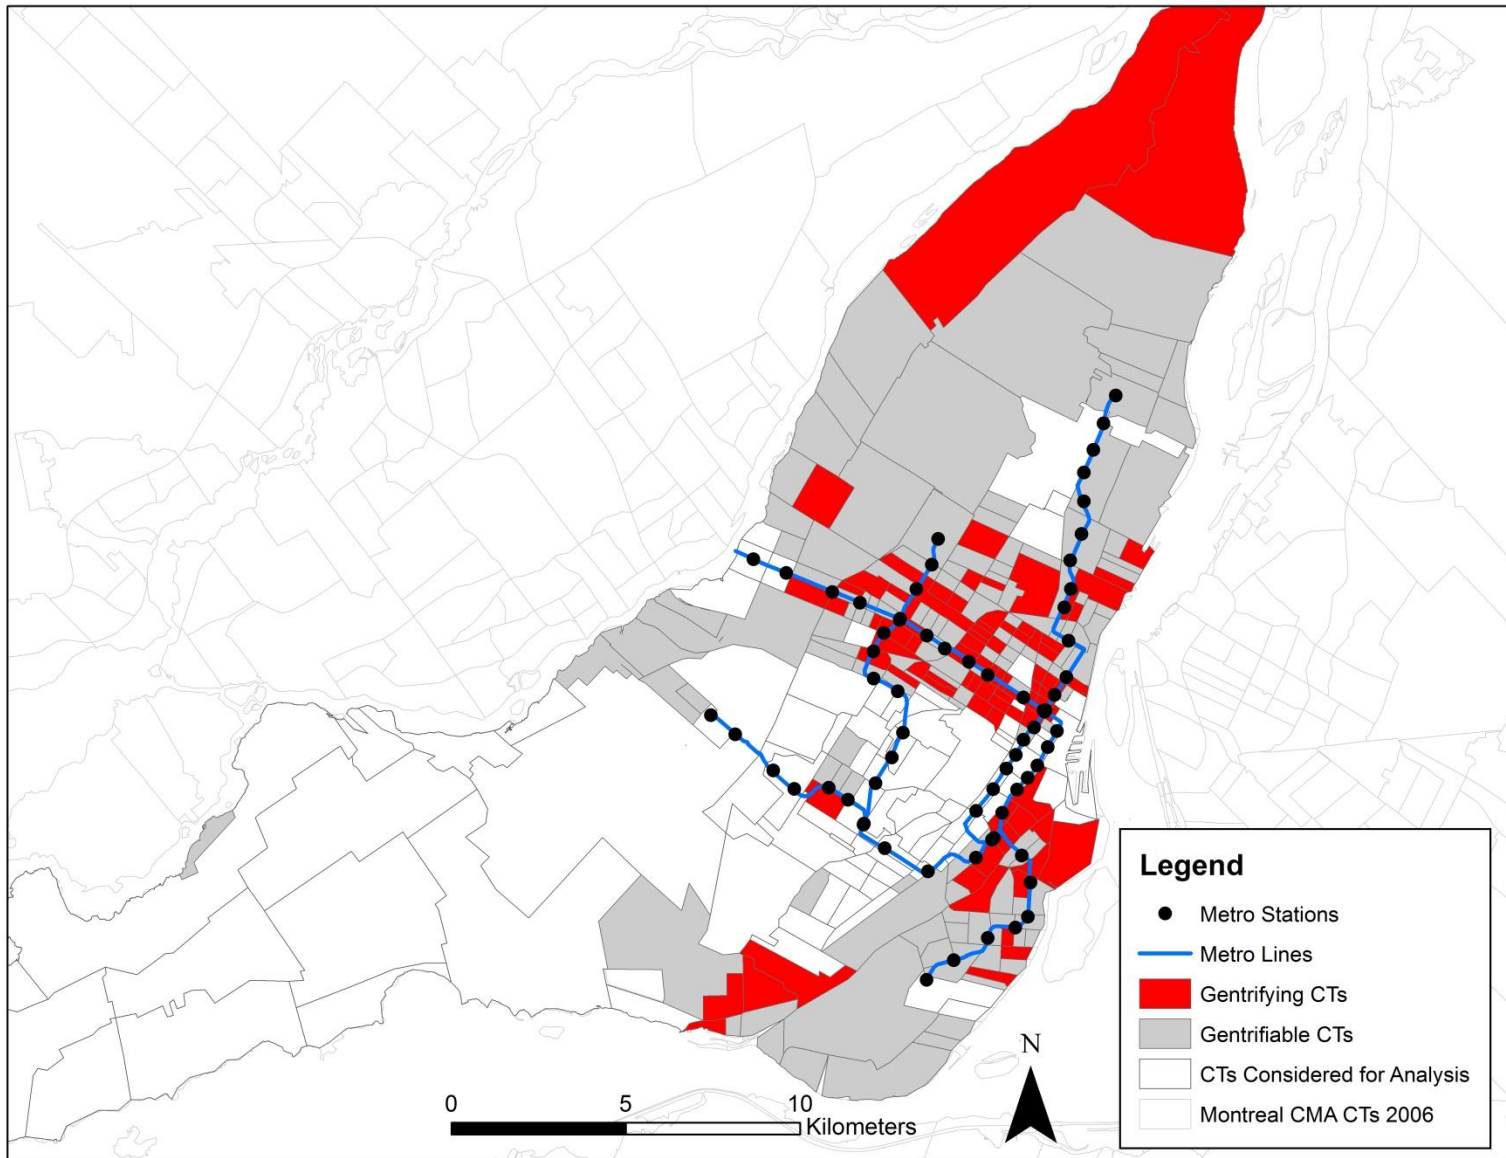 Legend
Metro Stations
Metro Lines
Gentrifying CTs
Gentrifiable CTs
CTs Considered for Analysis
Montreal CMA CTs 2006
N
0 5 10
Kilometers